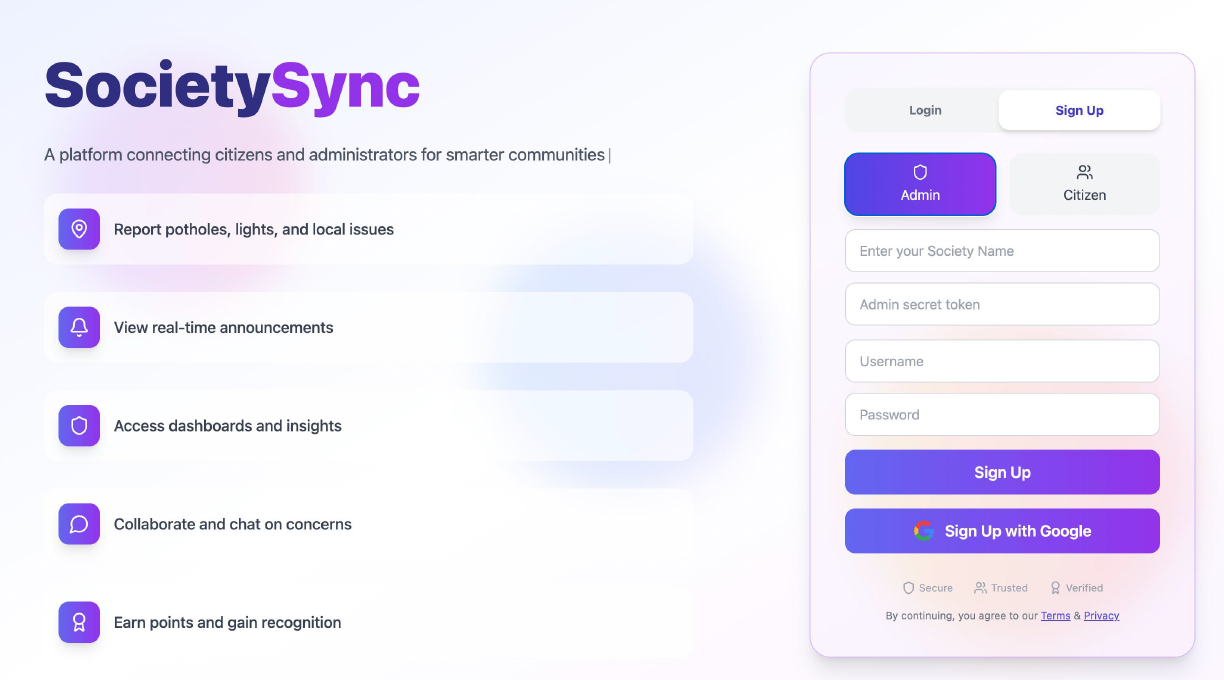 SocietySync
A platform connecting citizens and administrators for smarter communities|
Report potholes, lights, and local issues
View real-time announcements
Access dashboards and insights
Collaborate and chat on concerns
Earn points and gain recognition
Login
Sign Up
Admin
Citizen
Enter your Society Name
Admin secret token
Username
Password
Sign Up
Sign Up with Google
Secure
Trusted
Verified
By continuing, you agree to our Terms & Privacy